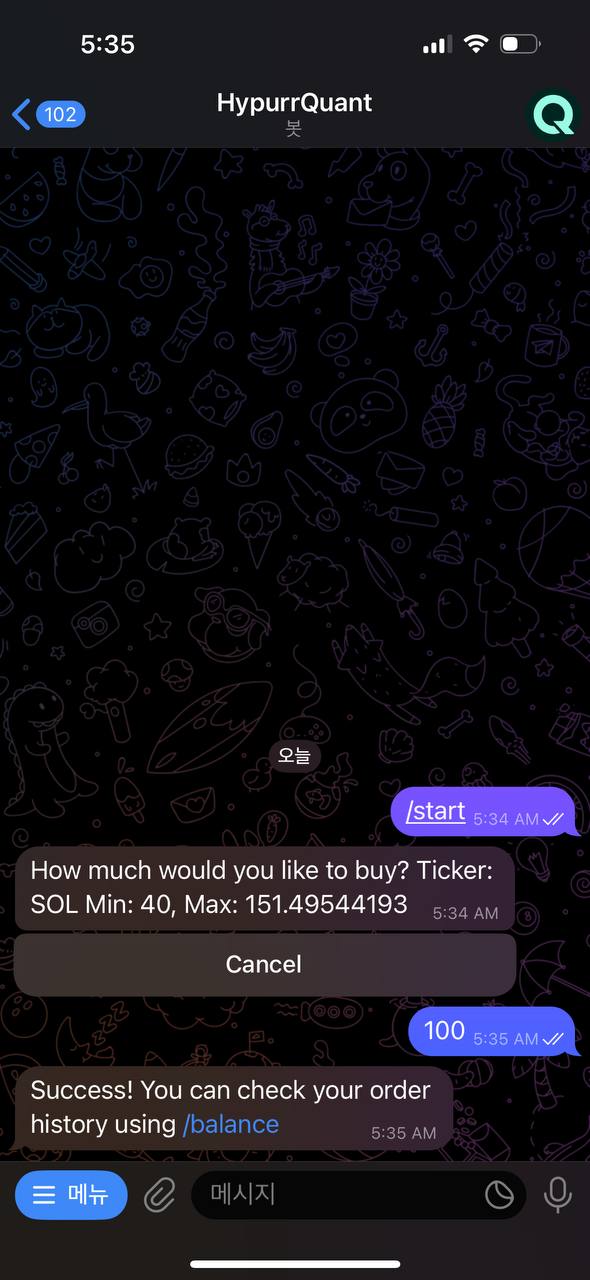 5:35
102
HypurrQuant
봇
오늘
/start 5:34 AM
How much would you like to buy? Ticker:
SOL Min: 40, Max: 151.49544193 5:34 AM
Cancel
100 5:35 AM
Success! You can check your order
history using /balance 5:35 AM
메뉴
메시지